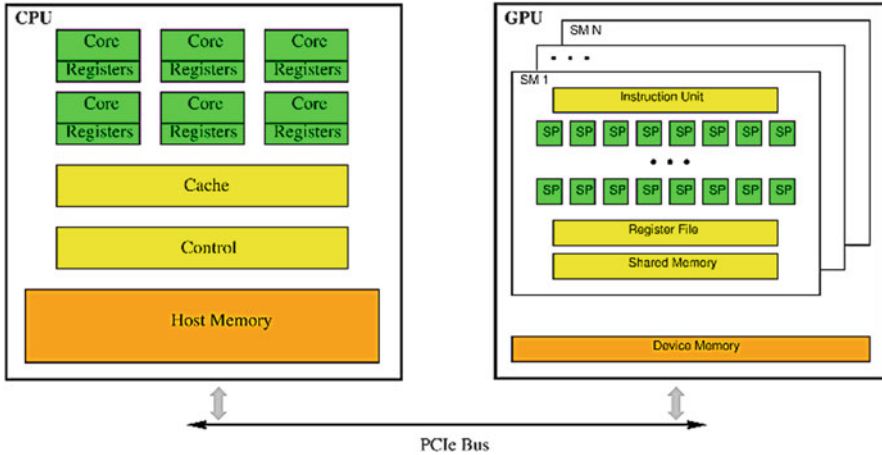 CPU
Core Core Core
Registers Registers Registers
Core Core Core
Registers Registers Registers
Cache
Control
Host Memory
GPU
SM N
• • •
SM 1
Instruction Unit
SP SP SP SP SP SP SP SP
• • •
SP SP SP SP SP SP SP SP
Register File
Shared Memory
Device Memory
PCIe Bus